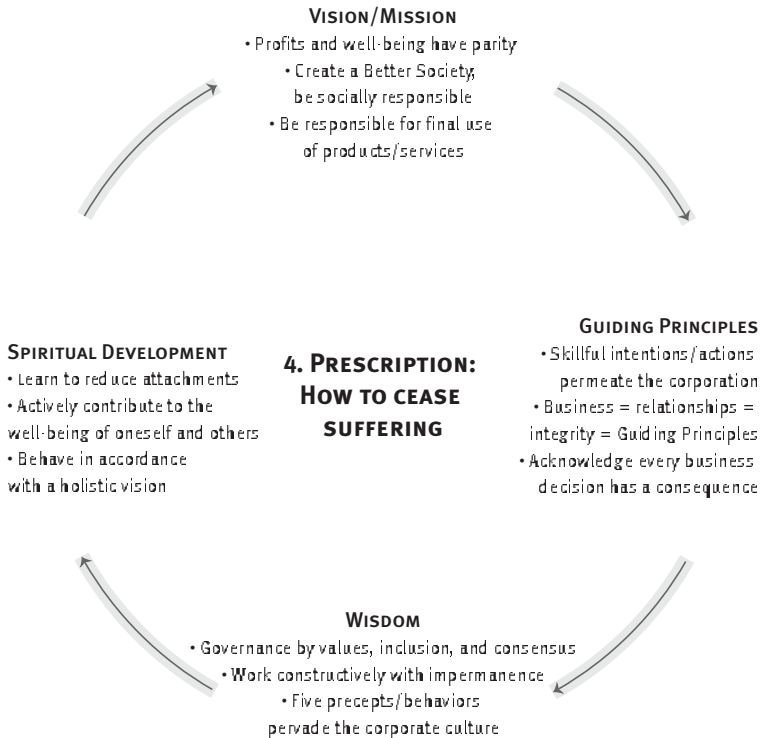 VISION/MISSION
• Profits and well-being have parity
• Create a Better Society,
be socially responsible
• Be responsible for final use
of products/services
GUIDING PRINCIPLES
• Skillful intentions/actions
permeate the corporation
• Business = relationships =
integrity = Guiding Principles
• Acknowledge every business
decision has a consequence
WISDOM
• Governance by values, inclusion, and consensus
• Work constructively with impermanence
• Five precepts/behaviors
pervade the corporate culture
SPIRITUAL DEVELOPMENT
• Learn to reduce attachments
• Actively contribute to the
well-being of oneself and others
• Behave in accordance
with a holistic vision
4. PRESCRIPTION:
HOW TO CEASE
SUFFERING